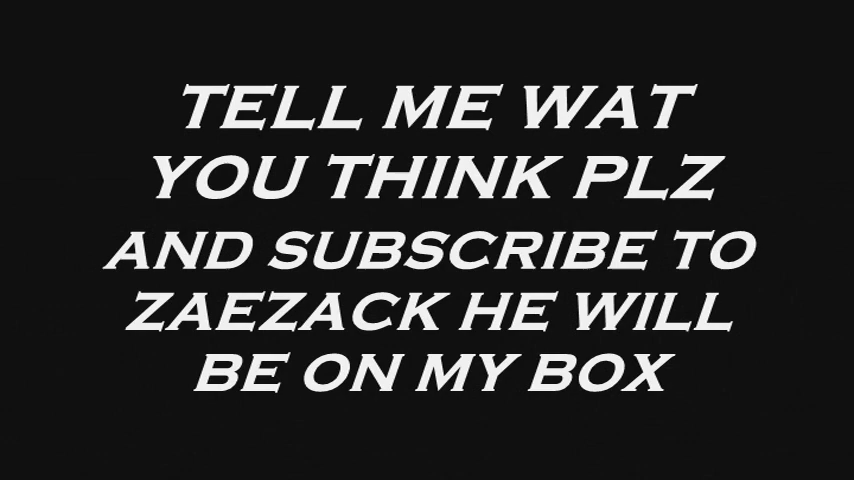 TELL ME WAT
YOU THINK PLZ
AND SUBSCRIBE TO
ZAEZACK HE WILL
BE ON MY BOX